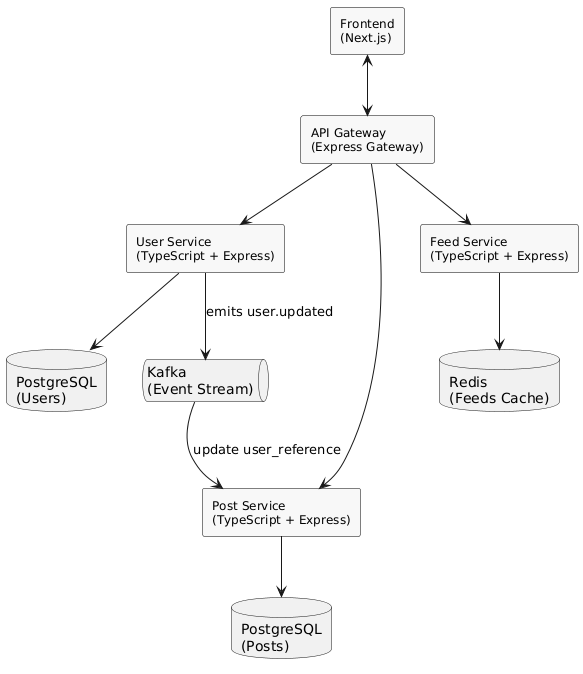 Frontend
(Next.js)
API Gateway
(Express Gateway)
User Service
(TypeScript + Express)
Feed Service
(TypeScript + Express)
emits user.updated
PostgreSQL
(Users)
Kafka
(Event Stream)
Redis
(Feeds Cache)
update user_reference
Post Service
(TypeScript + Express)
PostgreSQL
(Posts)